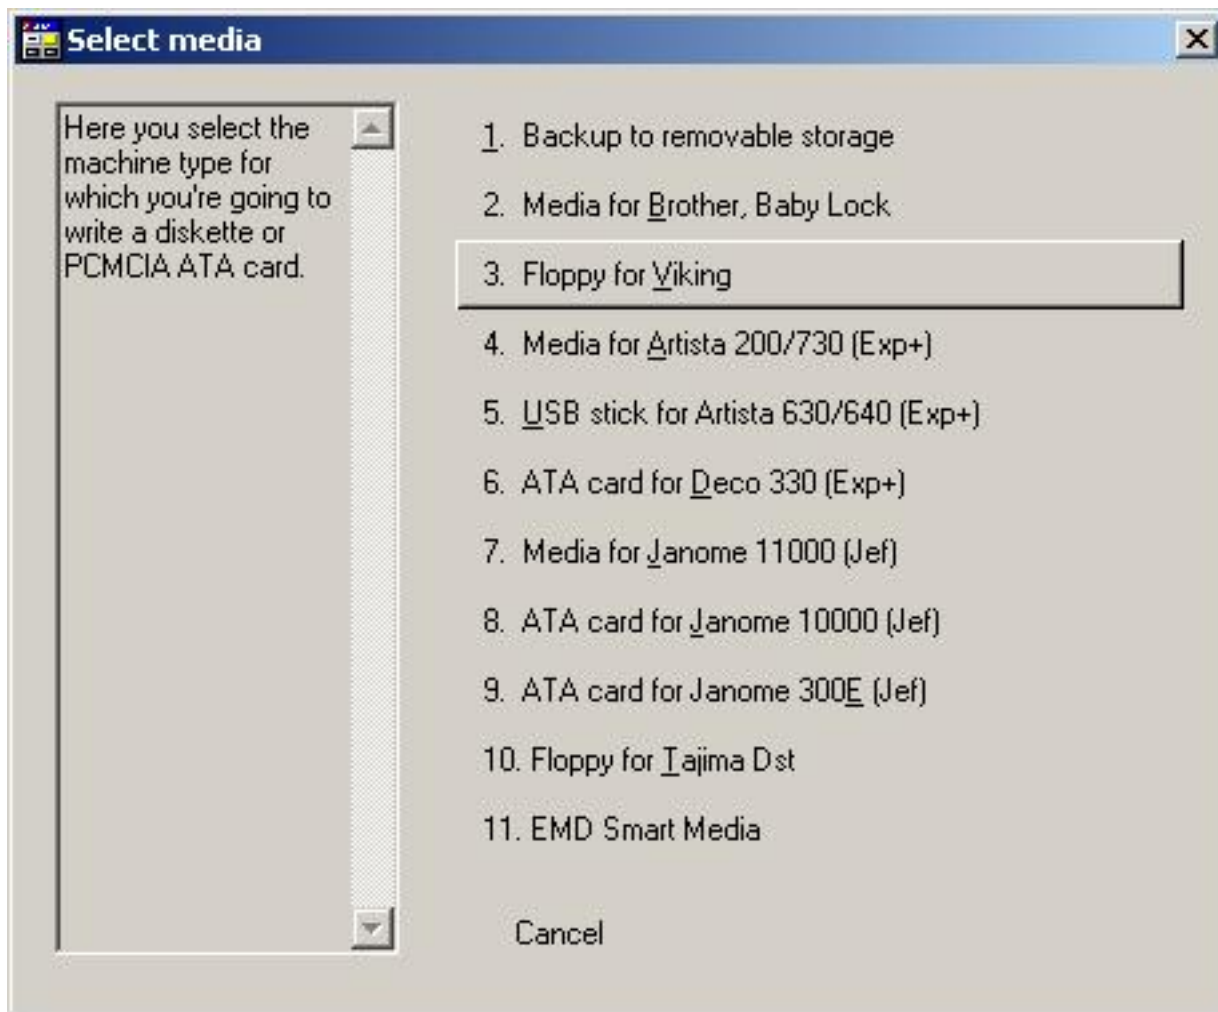 Select media
Here you select the
machine type for
which you're going to
write a diskette or
PCMCIA ATA card.
1. Backup to removable storage
2. Media for Brother, Baby Lock
3. Floppy for Viking
4. Media for Artista 200/730 (Exp+)
5. USB stick for Artista 630/640 (Exp+)
6. ATA card for Deco 330 (Exp+)
7. Media for Janome 11000 (Jef)
8. ATA card for Janome 10000 (Jef)
9. ATA card for Janome 300E (Jef)
10. Floppy for Tajima Dst
11. EMD Smart Media
Cancel